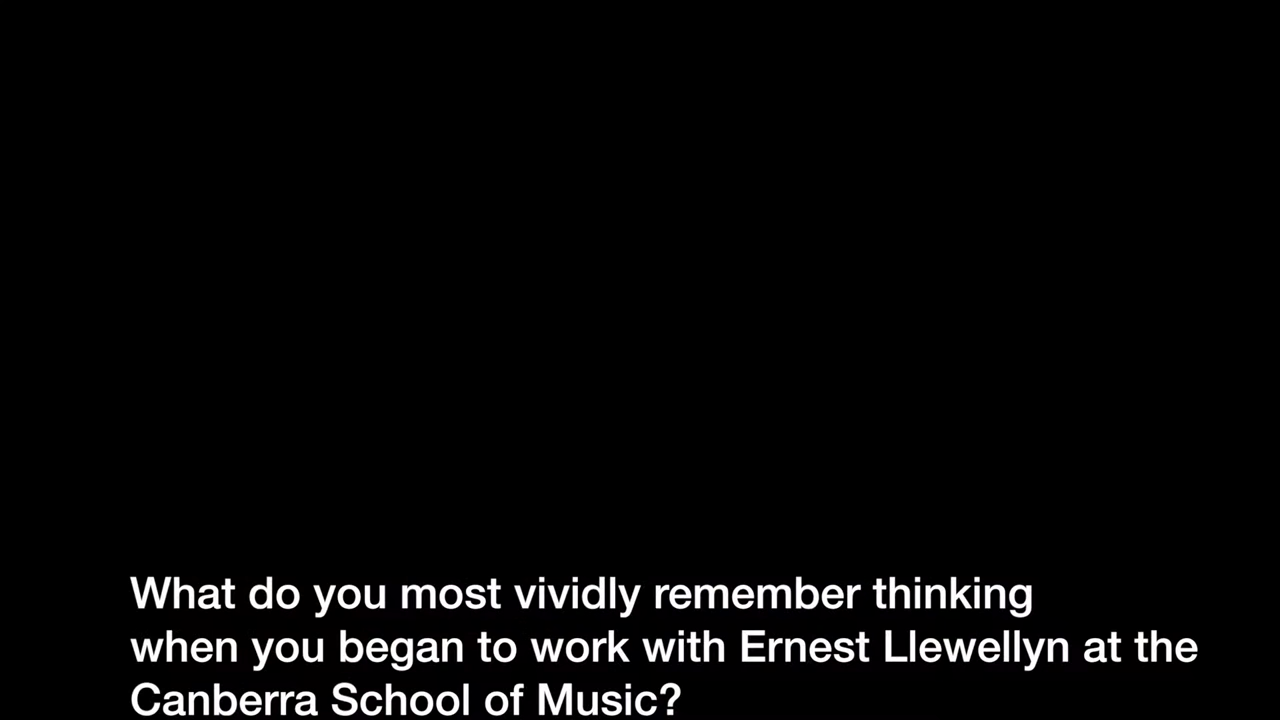 What do you most vividly remember thinking
when you began to work with Ernest Llewellyn at the
Canberra School of Music?